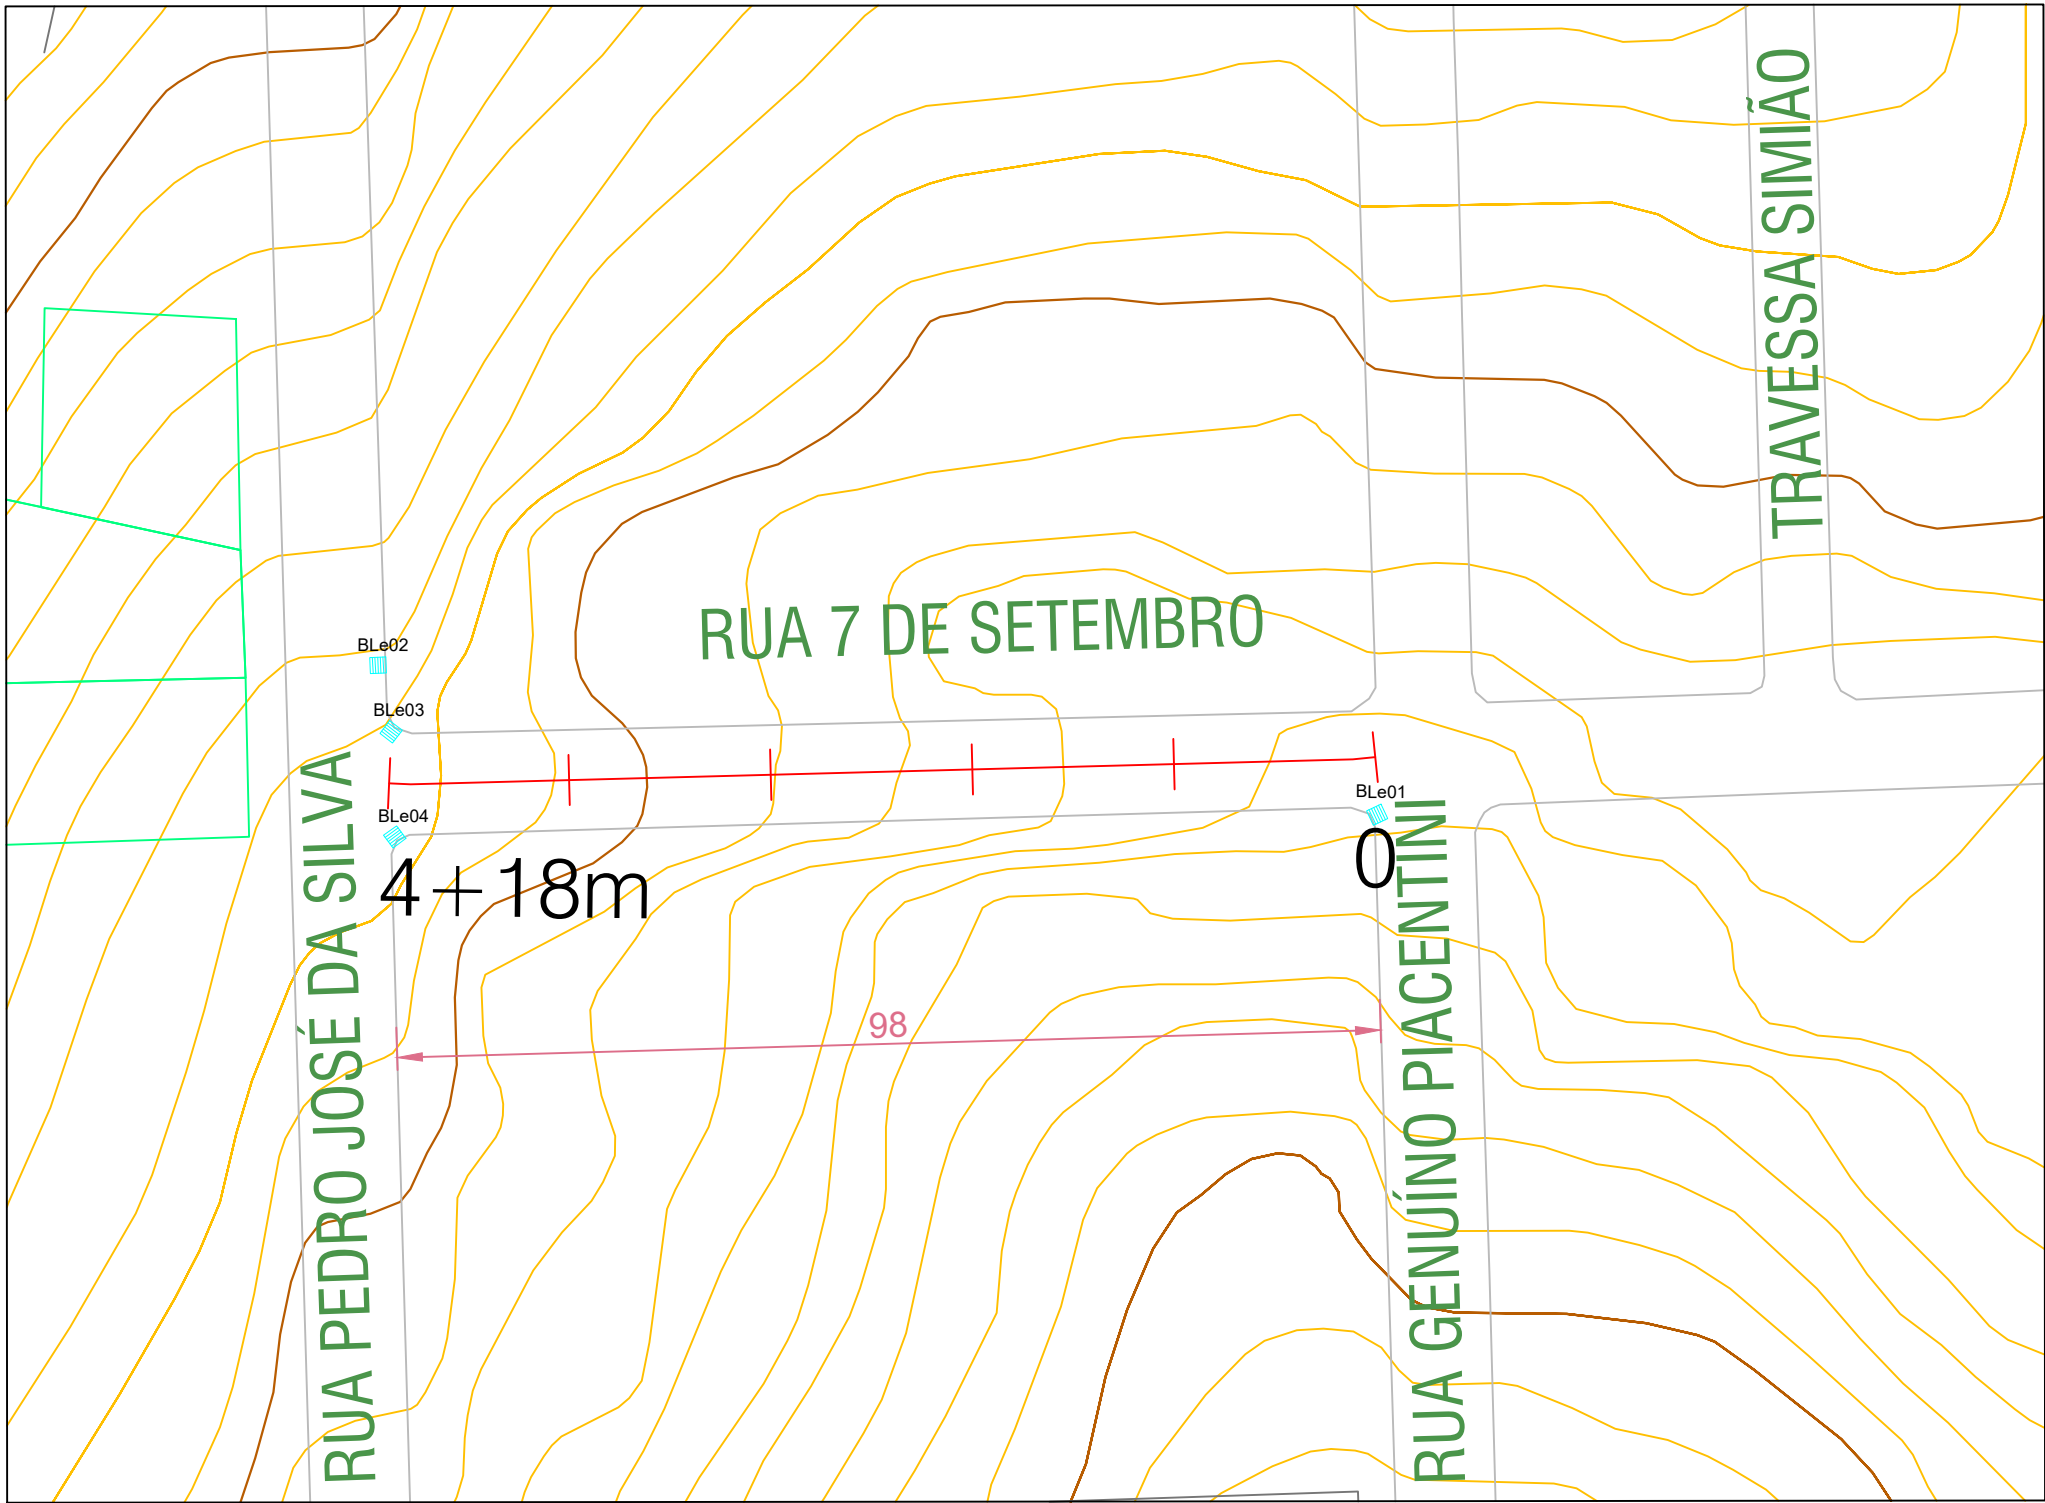 TRAVESSA SIMIÃO
RUA 7 DE SETEMBRO
BLe02
BLe03
BLe04
BLe01
4+18m
0
98
RUA PEDRO JOSÉ DA SILVA
RUA GENUÍNO PIACENTINI